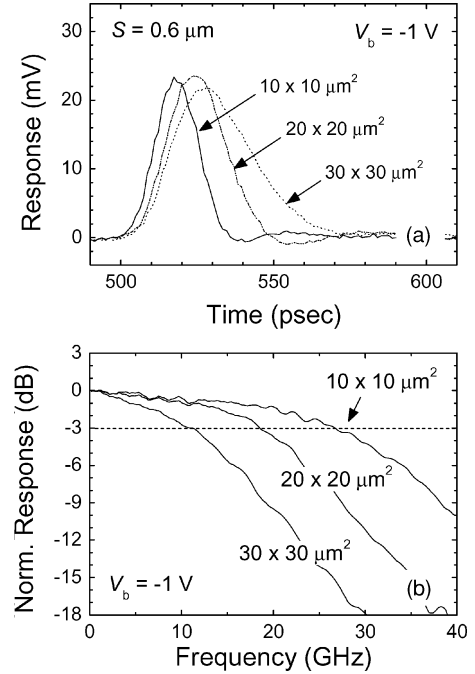 S = 0.6 μm
V_b = -1 V
10 x 10 μm²
20 x 20 μm²
30 x 30 μm²
(a)
Response (mV)
30
20
10
0
500
550
600
Time (psec)
Norm. Response (dB)
3
0
-3
-6
-9
-12
-15
-18
10 x 10 μm²
20 x 20 μm²
30 x 30 μm²
V_b = -1 V
(b)
0
10
20
30
40
Frequency (GHz)